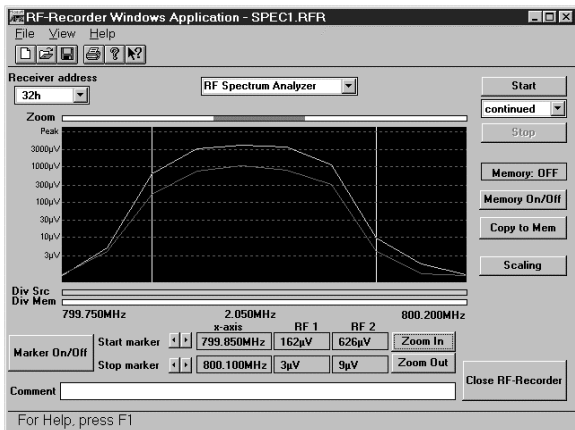 RF-Recorder Windows Application - SPEC1.RFR
File View Help
Receiver address
32h
RF Spectrum Analyzer
Start
continued
Stop
Zoom
Peak
3000µV
1000µV
300µV
100µV
30µV
10µV
3µV
Memory: OFF
Memory On/Off
Copy to Mem
Scaling
Div Src
Div Mem
799.750MHz 2.050MHz 800.200MHz
x-axis RF 1 RF 2
Marker On/Off
Start marker 799.850MHz 162µV 626µV Zoom In
Stop marker 800.100MHz 3µV 9µV Zoom Out
Close RF-Recorder
Comment
For Help, press F1